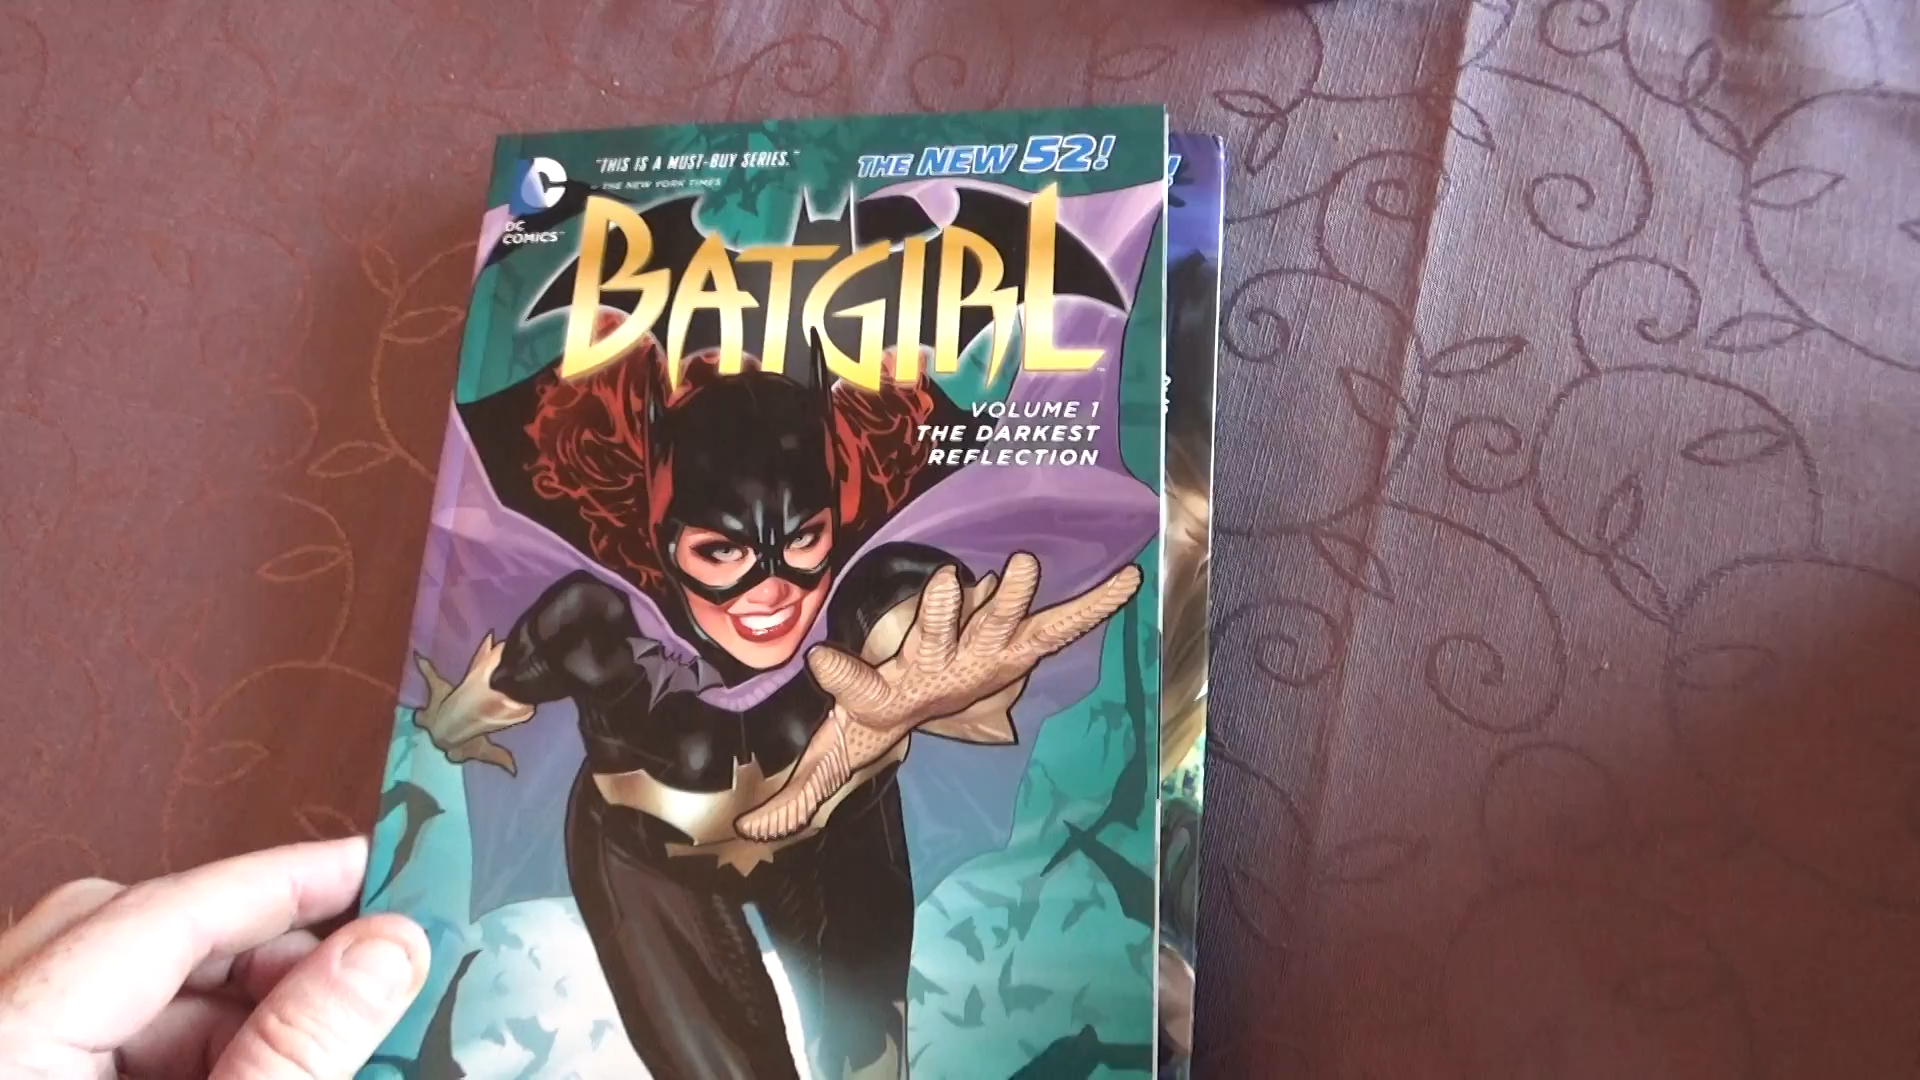 "THIS IS A MUST-BUY SERIES."
THE NEW YORK TIMES
THE NEW 52!
DC
COMICS™
BATGIRL
VOLUME 1
THE DARKEST
REFLECTION